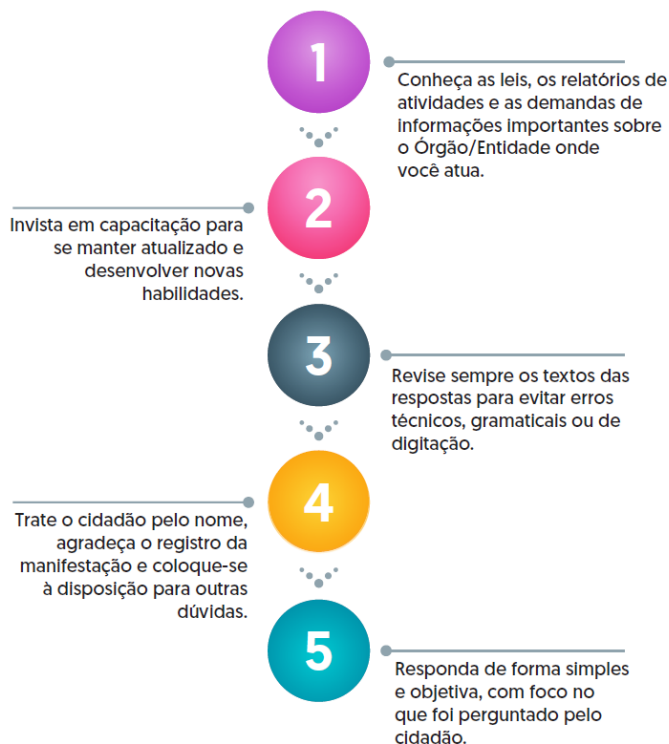 1
Conheça as leis, os relatórios de
atividades e as demandas de
informações importantes sobre
o Órgão/Entidade onde
você atua.
2
Invista em capacitação para
se manter atualizado e
desenvolver novas
habilidades.
3
Revise sempre os textos das
respostas para evitar erros
técnicos, gramaticais ou de
digitação.
4
Trate o cidadão pelo nome,
agradeça o registro da
manifestação e coloque-se
à disposição para outras
dúvidas.
5
Responda de forma simples
e objetiva, com foco no
que foi perguntado pelo
cidadão.